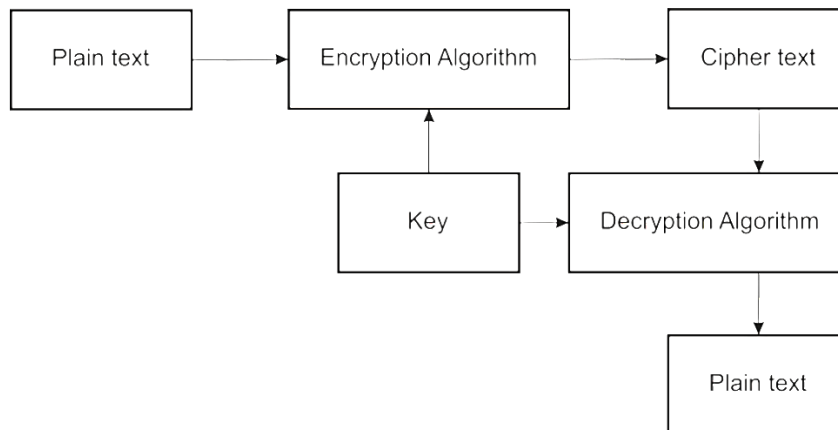 Plain text
Encryption Algorithm
Cipher text
Key
Decryption Algorithm
Plain text